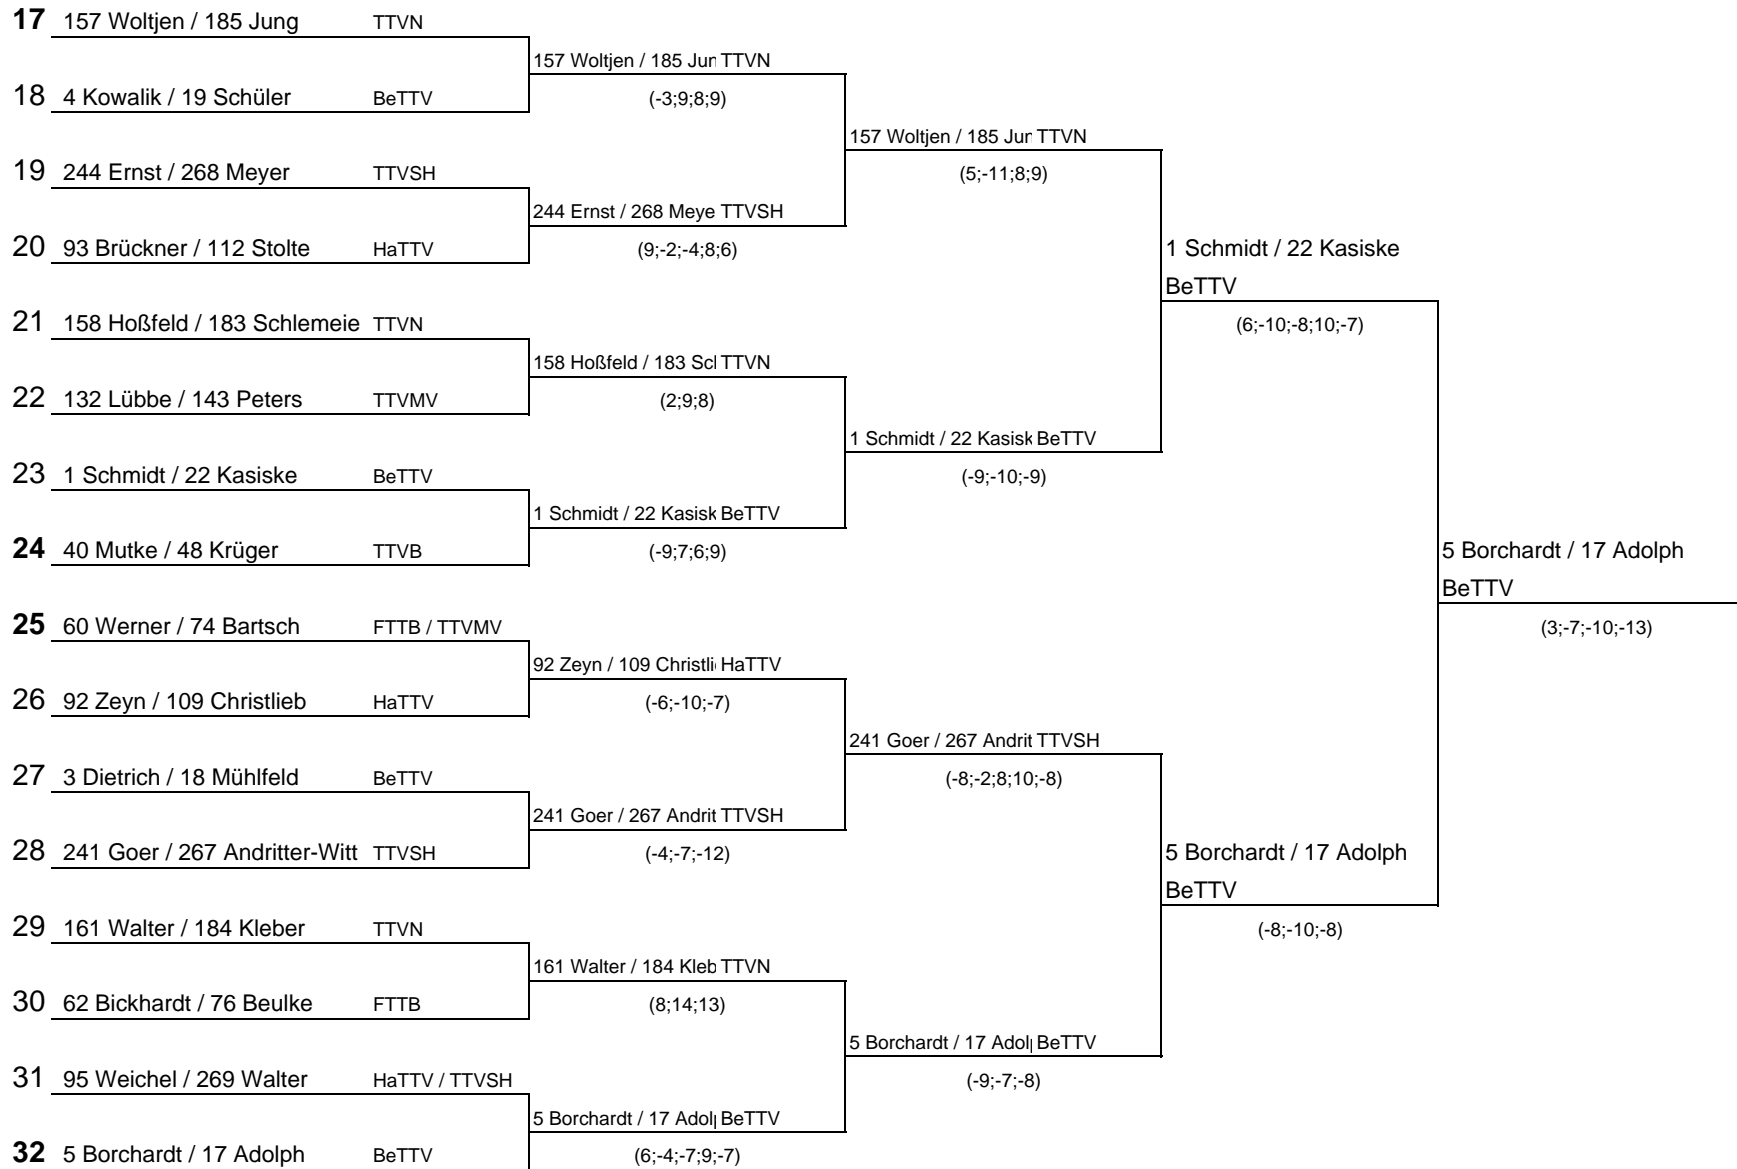 17 157 Woltjen / 185 Jung TTVN
157 Woltjen / 185 Jun TTVN
18 4 Kowalik / 19 Schüler BeTTV (-3;9;8;9)
157 Woltjen / 185 Jur TTVN
19 244 Ernst / 268 Meyer TTVSH (5;-11;8;9)
244 Ernst / 268 Meye TTVSH
20 93 Brückner / 112 Stolte HaTTV (9;-2;-4;8;6) 1 Schmidt / 22 Kasiske
BeTTV
21 158 Hoßfeld / 183 Schlemeie TTVN (6;-10;-8;10;-7)
158 Hoßfeld / 183 Scl TTVN
22 132 Lübbe / 143 Peters TTVMV (2;9;8)
1 Schmidt / 22 Kasisk BeTTV
23 1 Schmidt / 22 Kasiske BeTTV (-9;-10;-9)
1 Schmidt / 22 Kasisk BeTTV
24 40 Mutke / 48 Krüger TTVB (-9;7;6;9) 5 Borchardt / 17 Adolph
BeTTV
25 60 Werner / 74 Bartsch FTTB / TTVMV (3;-7;-10;-13)
92 Zeyn / 109 Christli HaTTV
26 92 Zeyn / 109 Christlieb HaTTV (-6;-10;-7)
241 Goer / 267 Andrit TTVSH
27 3 Dietrich / 18 Mühlfeld BeTTV (-8;-2;8;10;-8)
241 Goer / 267 Andrit TTVSH
28 241 Goer / 267 Andritter-Witt TTVSH (-4;-7;-12) 5 Borchardt / 17 Adolph
BeTTV
29 161 Walter / 184 Kleber TTVN (-8;-10;-8)
161 Walter / 184 Kleb TTVN
30 62 Bickhardt / 76 Beulke FTTB (8;14;13)
5 Borchardt / 17 Adol BeTTV
31 95 Weichel / 269 Walter HaTTV / TTVSH (-9;-7;-8)
5 Borchardt / 17 Adol BeTTV
32 5 Borchardt / 17 Adolph BeTTV (6;-4;-7;9;-7)